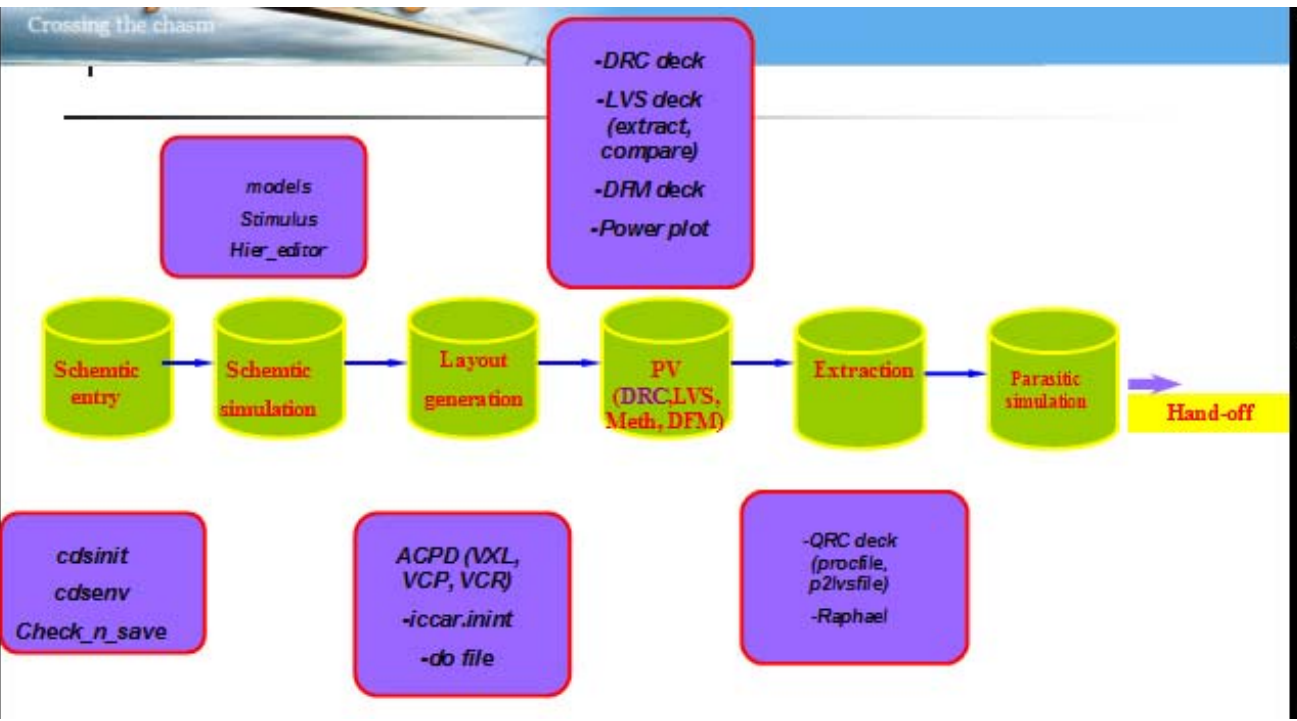 Crossing the chasm
-DRC deck
-LVS deck
(extract,
compare)
-DFM deck
-Power plot
models
Stimulus
Hier_editor
Schemtic
entry
Schemtic
simulation
Layout
generation
PV
(DRC,LVS,
Meth, DFM)
Extraction
Parasitic
simulation
Hand-off
cdsinit
cdsenv
Check_n_save
ACPD (VXL,
VCP, VCR)
-iccar.inint
-do file
-QRC deck
(procfile,
p2lvsfile)
-Raphael